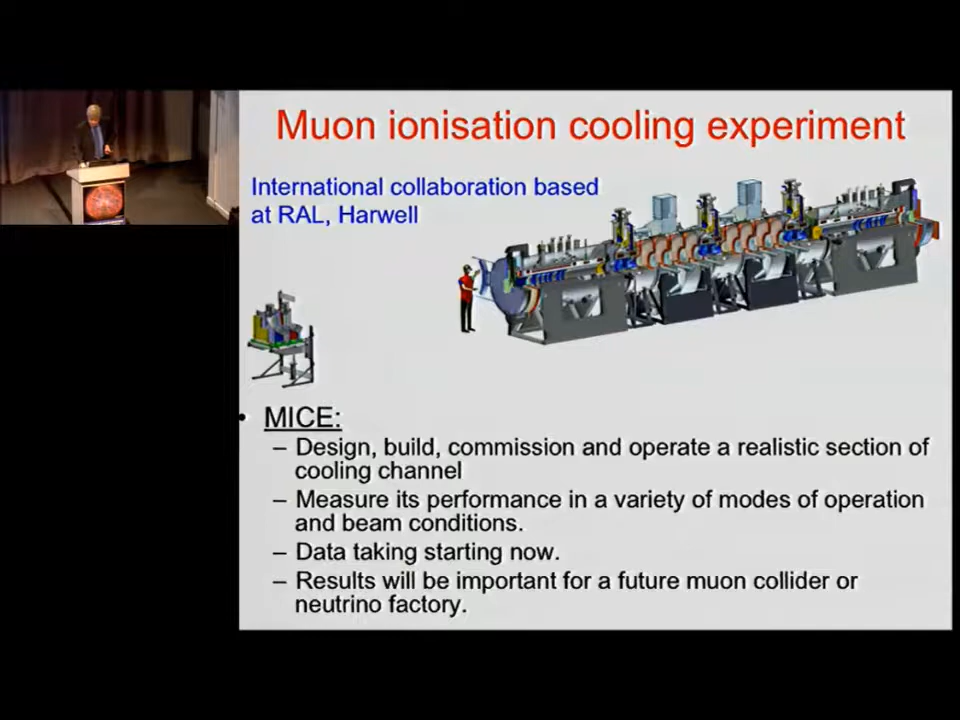 Muon ionisation cooling experiment
International collaboration based
at RAL, Harwell
• MICE:
– Design, build, commission and operate a realistic section of
cooling channel
– Measure its performance in a variety of modes of operation
and beam conditions.
– Data taking starting now.
– Results will be important for a future muon collider or
neutrino factory.